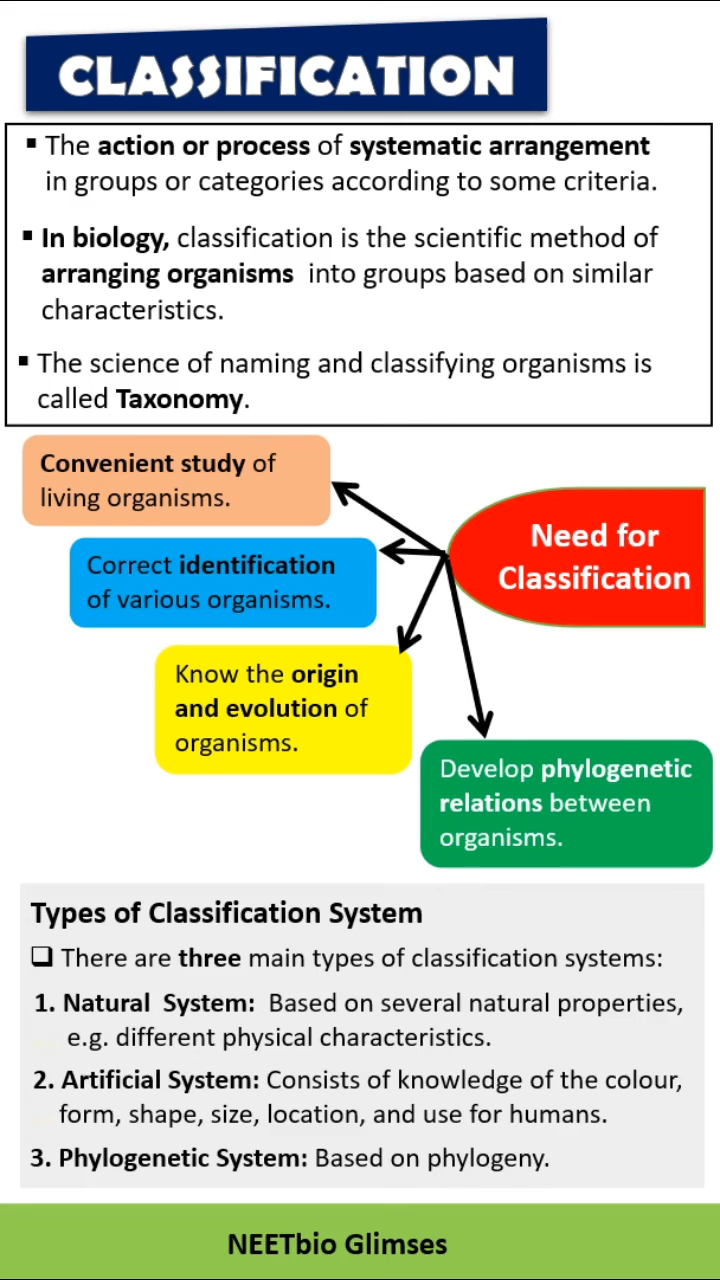 CLASSIFICATION
▪ The action or process of systematic arrangement
in groups or categories according to some criteria.
▪ In biology, classification is the scientific method of
arranging organisms into groups based on similar
characteristics.
▪ The science of naming and classifying organisms is
called Taxonomy.
Convenient study of
living organisms.
Need for
Classification
Correct identification
of various organisms.
Know the origin
and evolution of
organisms.
Develop phylogenetic
relations between
organisms.
Types of Classification System
❑ There are three main types of classification systems:
1. Natural System: Based on several natural properties,
e.g. different physical characteristics.
2. Artificial System: Consists of knowledge of the colour,
form, shape, size, location, and use for humans.
3. Phylogenetic System: Based on phylogeny.
NEETbio Glimses